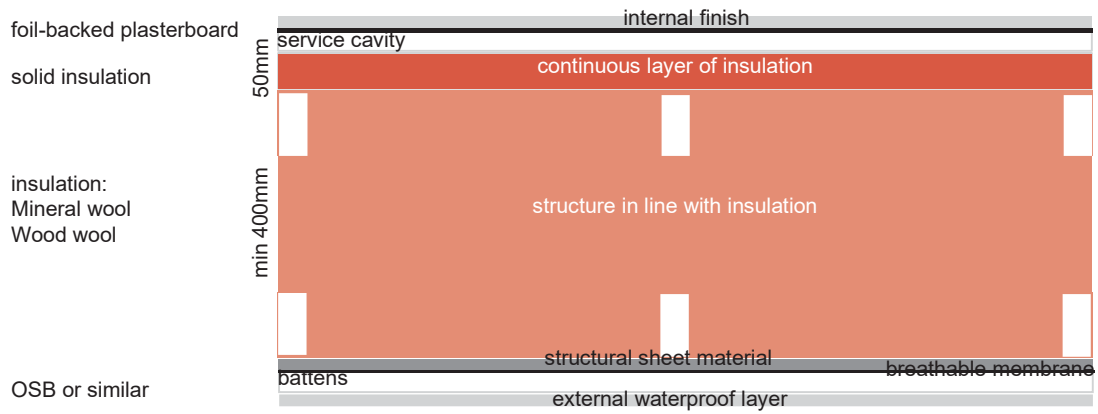 internal finish
foil-backed plasterboard
service cavity
50mm
solid insulation
continuous layer of insulation
insulation:
Mineral wool
Wood wool
min 400mm
structure in line with insulation
structural sheet material
breathable membrane
battens
OSB or similar
external waterproof layer